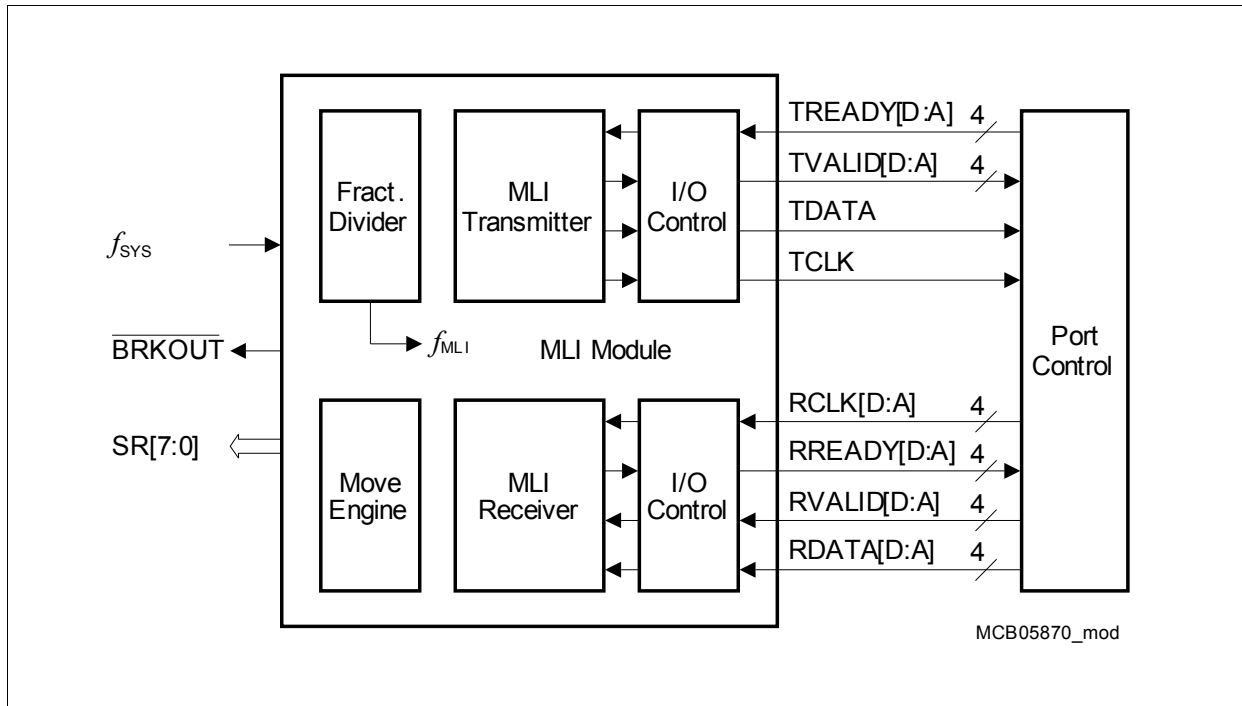 TREADY[D:A] 4
TVALID[D:A] 4
TDATA
TCLK
Fract.
Divider
MLI
Transmitter
I/O
Control
fSYS
BRKOUT
fMLI
MLI Module
Port
Control
SR[7:0]
Move
Engine
MLI
Receiver
I/O
Control
RCLK[D:A] 4
RREADY[D:A] 4
RVALID[D:A] 4
RDATA[D:A] 4
MCB05870_mod